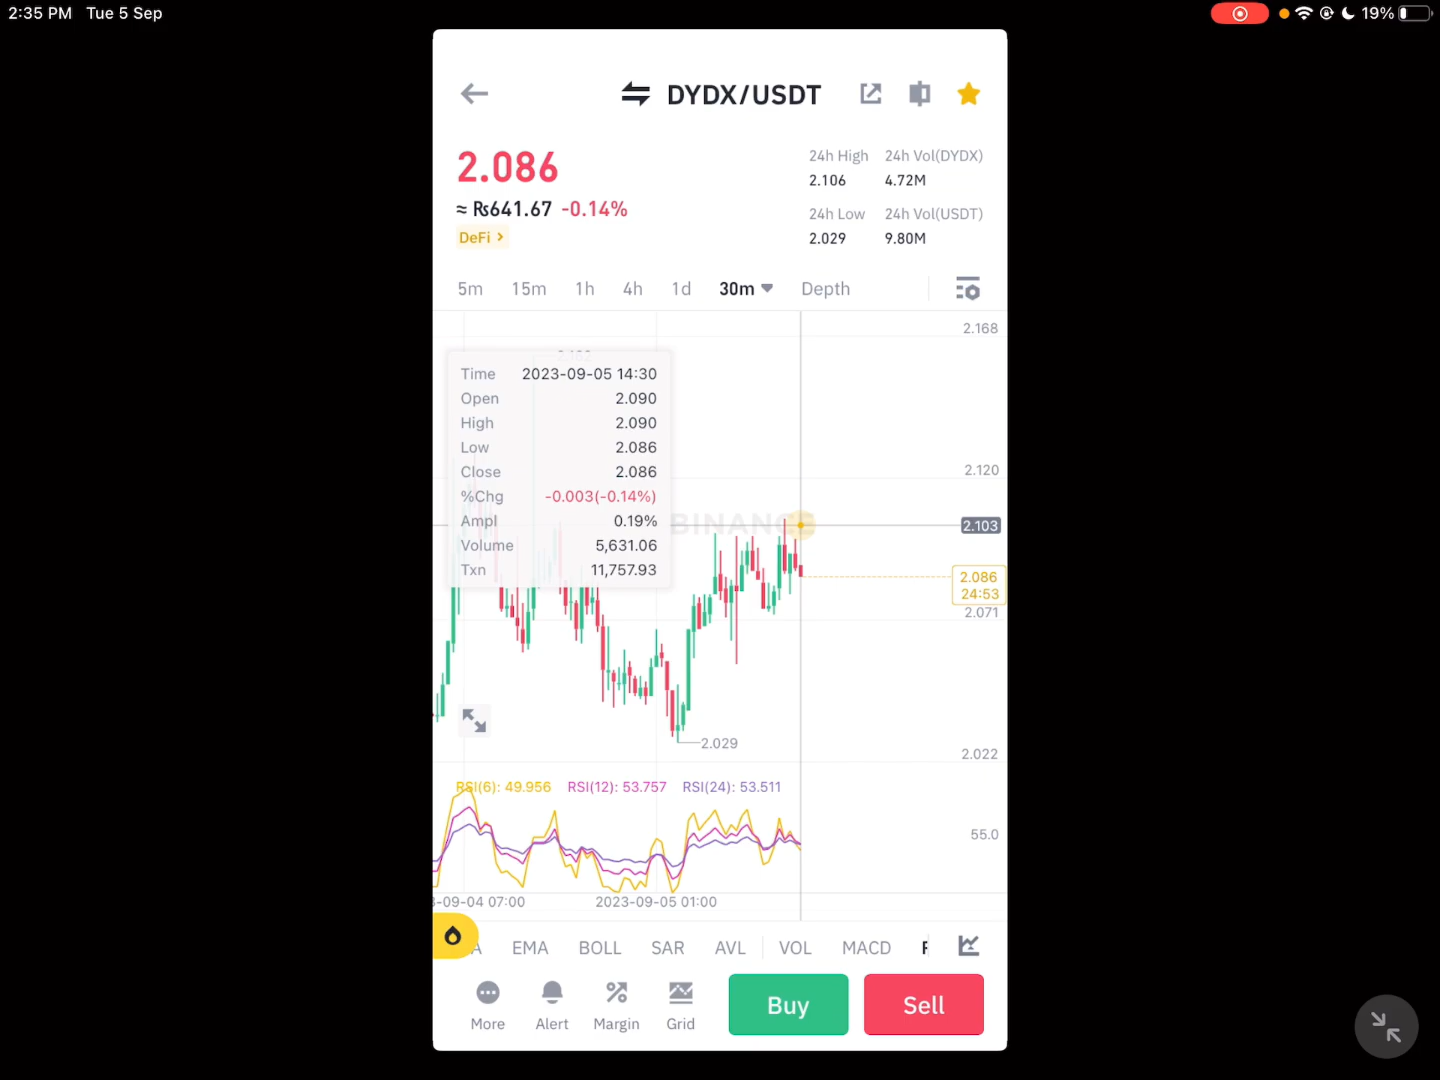 2:35 PM Tue 5 Sep
19%
DYDX/USDT
2.086
≈ ₨641.67 -0.14%
DeFi >
24h High 24h Vol(DYDX)
2.106 4.72M
24h Low 24h Vol(USDT)
2.029 9.80M
5m 15m 1h 4h 1d 30m Depth
2.168
Time 2023-09-05 14:30
Open 2.090
High 2.090
Low 2.086
Close 2.086
%Chg -0.003(-0.14%)
Ampl 0.19%
Volume 5,631.06
Txn 11,757.93
2.120
BINANCE
2.103
2.086
24:53
2.071
2.029
2.022
RSI(6): 49.956 RSI(12): 53.757 RSI(24): 53.511
55.0
-09-04 07:00 2023-09-05 01:00
EMA BOLL SAR AVL VOL MACD
More Alert Margin Grid Buy Sell